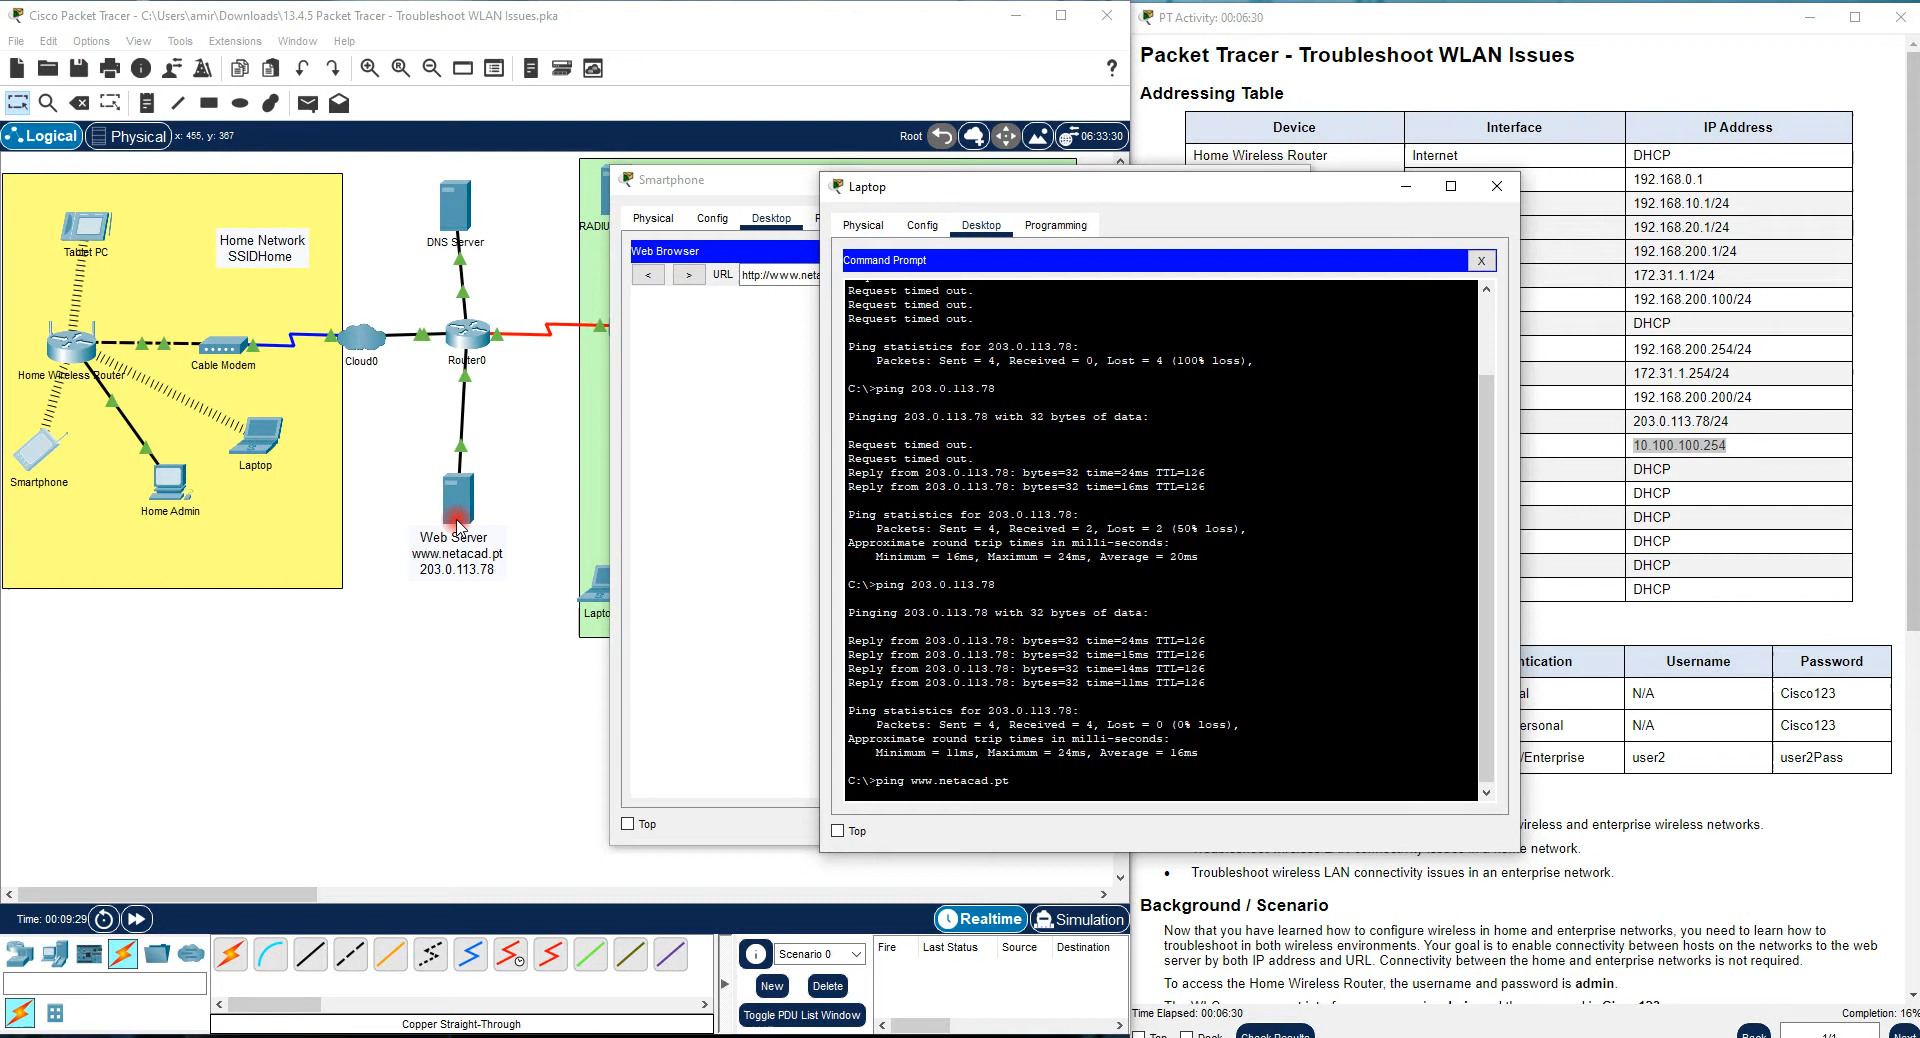 Cisco Packet Tracer - C:\Users\amir\Downloads\13.4.5 Packet Tracer - Troubleshoot WLAN Issues.pka
File Edit Options View Tools Extensions Window Help
Logical Physical x: 455, y: 367
Root 06:33:30
Tablet PC
Home Network
SSIDHome
Home Wireless Router
Cable Modem
Cloud0
Smartphone
Laptop
Home Admin
DNS Server
Router0
Web Server
www.netacad.pt
203.0.113.78
RADIU
Lapto
Smartphone
Physical Config Desktop P
Web Browser
< > URL http://www.neta
Top
Laptop
Physical Config Desktop Programming
Command Prompt X
Request timed out.
Request timed out.
Request timed out.
Ping statistics for 203.0.113.78:
Packets: Sent = 4, Received = 0, Lost = 4 (100% loss),
C:\>ping 203.0.113.78
Pinging 203.0.113.78 with 32 bytes of data:
Request timed out.
Request timed out.
Reply from 203.0.113.78: bytes=32 time=24ms TTL=126
Reply from 203.0.113.78: bytes=32 time=16ms TTL=126
Ping statistics for 203.0.113.78:
Packets: Sent = 4, Received = 2, Lost = 2 (50% loss),
Approximate round trip times in milli-seconds:
Minimum = 16ms, Maximum = 24ms, Average = 20ms
C:\>ping 203.0.113.78
Pinging 203.0.113.78 with 32 bytes of data:
Reply from 203.0.113.78: bytes=32 time=24ms TTL=126
Reply from 203.0.113.78: bytes=32 time=15ms TTL=126
Reply from 203.0.113.78: bytes=32 time=14ms TTL=126
Reply from 203.0.113.78: bytes=32 time=11ms TTL=126
Ping statistics for 203.0.113.78:
Packets: Sent = 4, Received = 4, Lost = 0 (0% loss),
Approximate round trip times in milli-seconds:
Minimum = 11ms, Maximum = 24ms, Average = 16ms
C:\>ping www.netacad.pt
Top
Time: 00:09:29
Realtime Simulation
Scenario 0
New Delete
Toggle PDU List Window
Fire Last Status Source Destination
Copper Straight-Through
PT Activity: 00:06:30
Packet Tracer - Troubleshoot WLAN Issues
Addressing Table
Device Interface IP Address
Home Wireless Router Internet DHCP
192.168.0.1
192.168.10.1/24
192.168.20.1/24
192.168.200.1/24
172.31.1.1/24
192.168.200.100/24
DHCP
192.168.200.254/24
172.31.1.254/24
192.168.200.200/24
203.0.113.78/24
10.100.100.254
DHCP
DHCP
DHCP
DHCP
DHCP
DHCP
ntication Username Password
al N/A Cisco123
ersonal N/A Cisco123
/Enterprise user2 user2Pass
vireless and enterprise wireless networks.
e network.
• Troubleshoot wireless LAN connectivity issues in an enterprise network.
Background / Scenario
Now that you have learned how to configure wireless in home and enterprise networks, you need to learn how to
troubleshoot in both wireless environments. Your goal is to enable connectivity between hosts on the networks to the web
server by both IP address and URL. Connectivity between the home and enterprise networks is not required.
To access the Home Wireless Router, the username and password is admin.
Time Elapsed: 00:06:30 Completion: 16%
Top Dock Check Results Back 1/1 Next